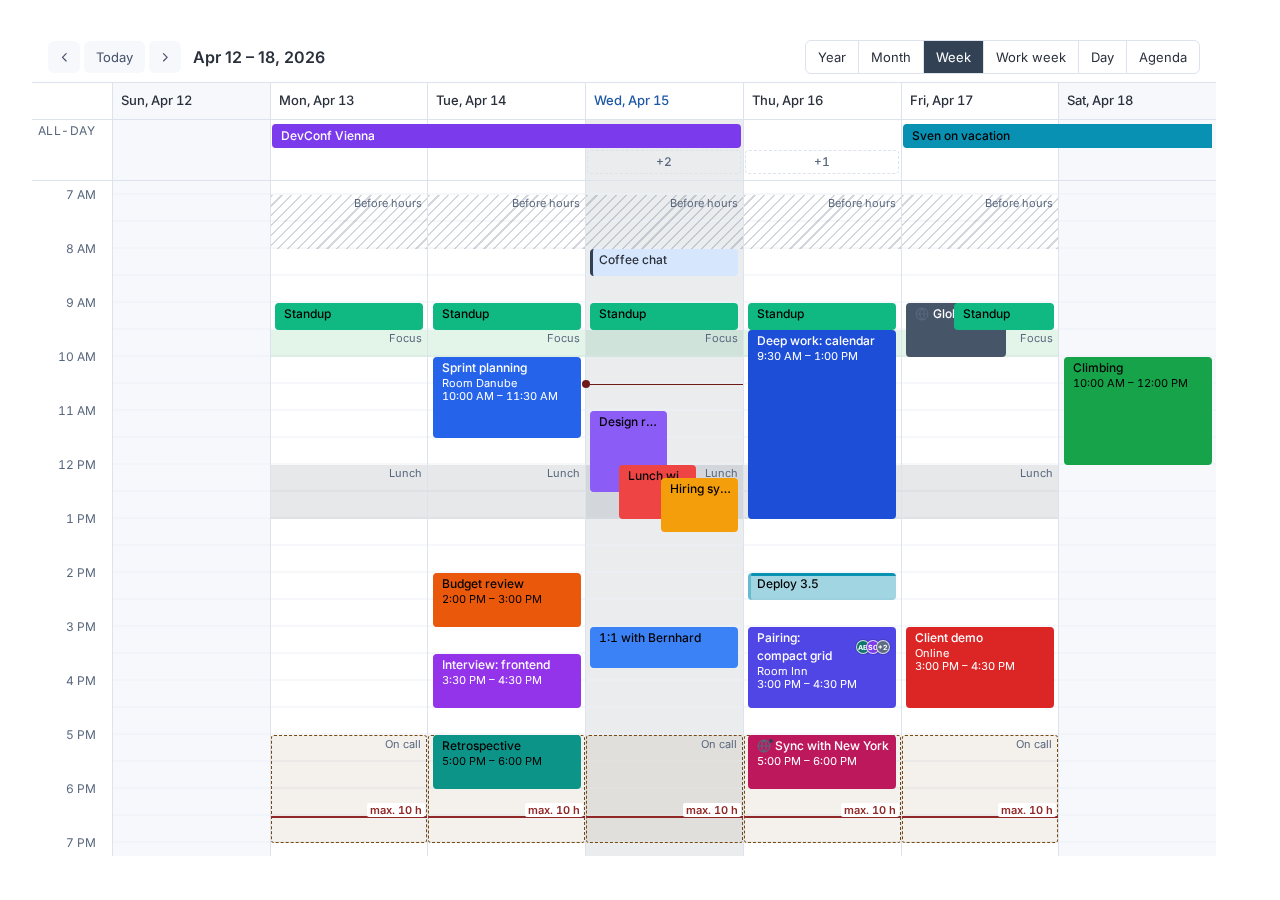 Today
Apr 12 – 18, 2026
Year
Month
Week
Work week
Day
Agenda
Sun, Apr 12
Mon, Apr 13
Tue, Apr 14
Wed, Apr 15
Thu, Apr 16
Fri, Apr 17
Sat, Apr 18
ALL-DAY
DevConf Vienna
Sven on vacation
+2
+1
7 AM
Before hours
Before hours
Before hours
Before hours
Before hours
8 AM
Coffee chat
9 AM
Standup
Standup
Standup
Standup
Standup
Focus
Focus
Focus
Deep work: calendar
9:30 AM – 1:00 PM
Focus
10 AM
Sprint planning
Room Danube
10:00 AM – 11:30 AM
Climbing
10:00 AM – 12:00 PM
11 AM
Design r...
12 PM
Lunch
Lunch
Lunch wi
Lunch
Hiring sy...
Lunch
1 PM
2 PM
Budget review
2:00 PM – 3:00 PM
Deploy 3.5
3 PM
Interview: frontend
3:30 PM – 4:30 PM
1:1 with Bernhard
Pairing:
compact grid
+2
Room Inn
3:00 PM – 4:30 PM
Client demo
Online
3:00 PM – 4:30 PM
4 PM
5 PM
On call
Retrospective
5:00 PM – 6:00 PM
On call
Sync with New York
5:00 PM – 6:00 PM
On call
6 PM
max. 10 h
max. 10 h
max. 10 h
max. 10 h
max. 10 h
7 PM